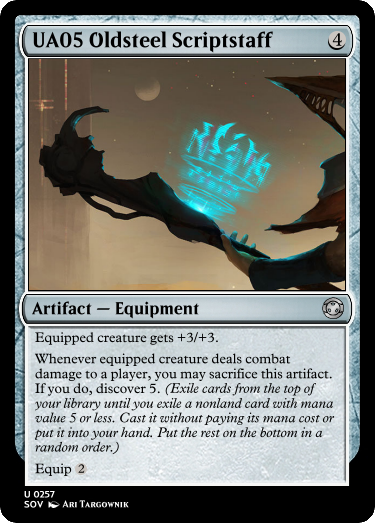 UA05 Oldsteel Scriptstaff 4
Artifact — Equipment
Equipped creature gets +3/+3.
Whenever equipped creature deals combat
damage to a player, you may sacrifice this artifact.
If you do, discover 5. (Exile cards from the top of
your library until you exile a nonland card with mana
value 5 or less. Cast it without paying its mana cost or
put it into your hand. Put the rest on the bottom in a
random order.)
Equip 2
U 0257
SOV Ari Targownik